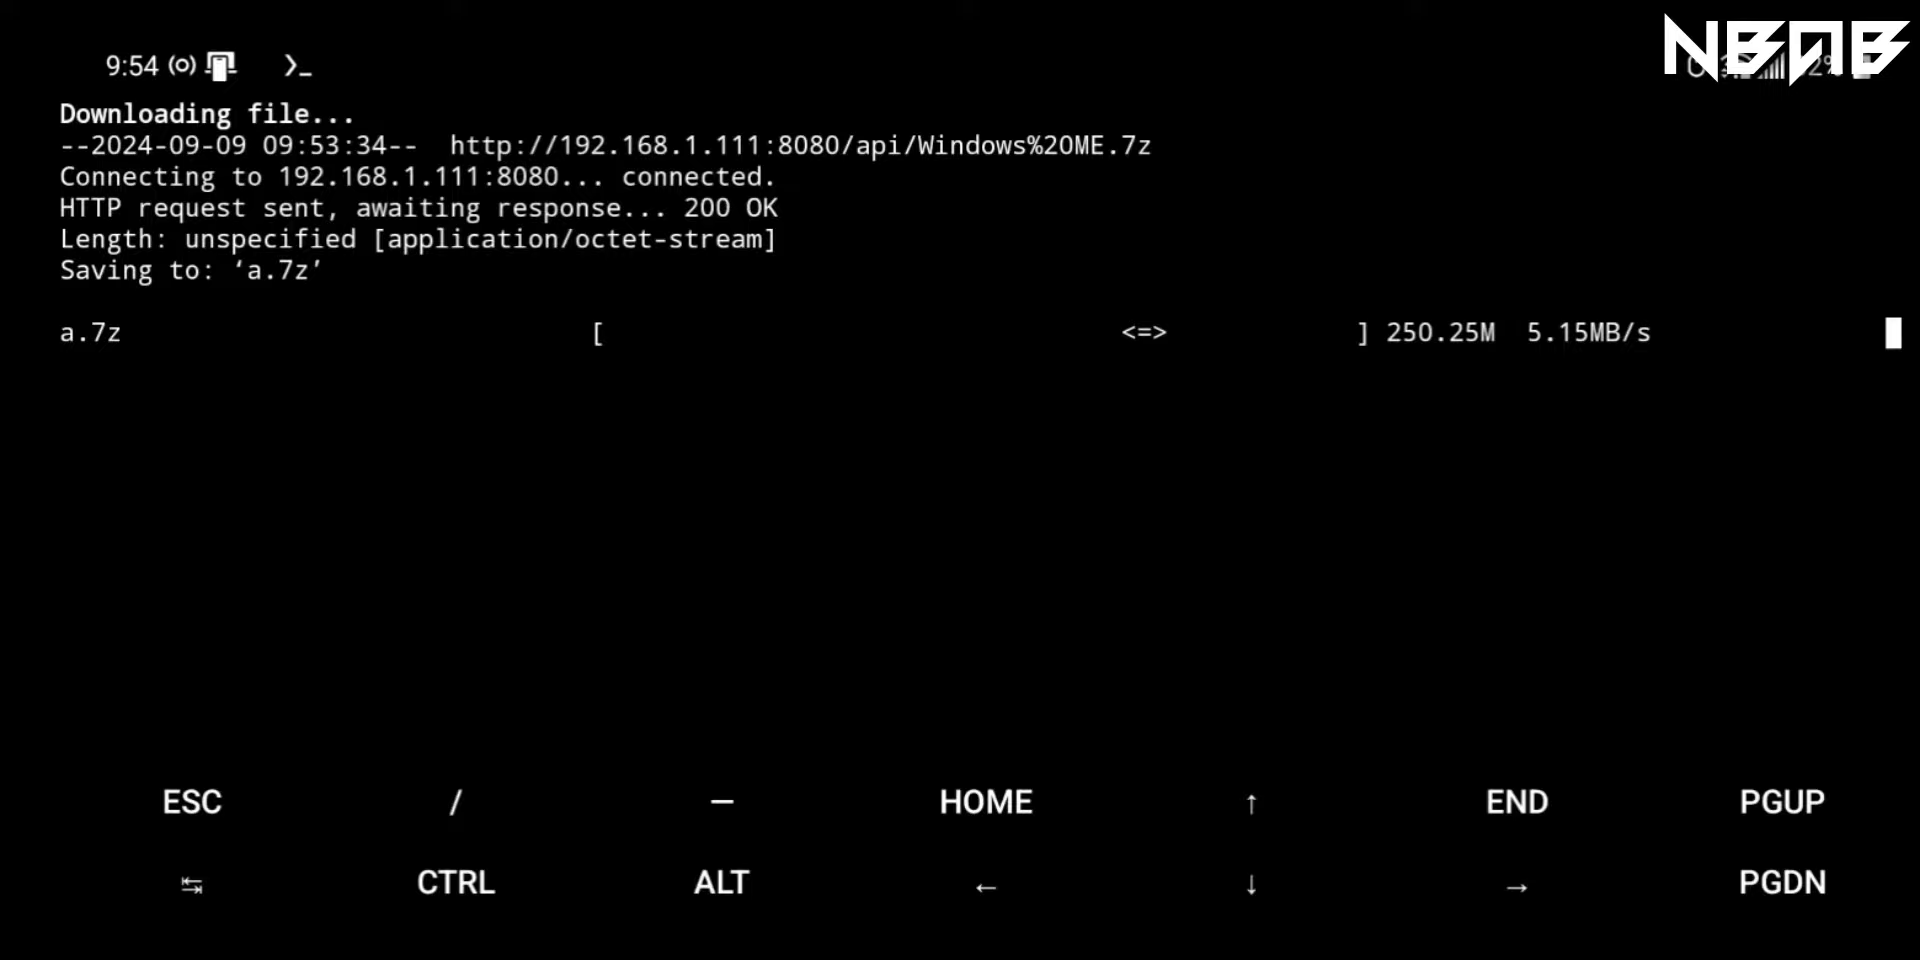 NBAB
9:54
Downloading file...
--2024-09-09 09:53:34--  http://192.168.1.111:8080/api/Windows%20ME.7z
Connecting to 192.168.1.111:8080... connected.
HTTP request sent, awaiting response... 200 OK
Length: unspecified [application/octet-stream]
Saving to: ‘a.7z’
a.7z [ <=> ] 250.25M 5.15MB/s
ESC / — HOME ↑ END PGUP
↹ CTRL ALT ← ↓ → PGDN